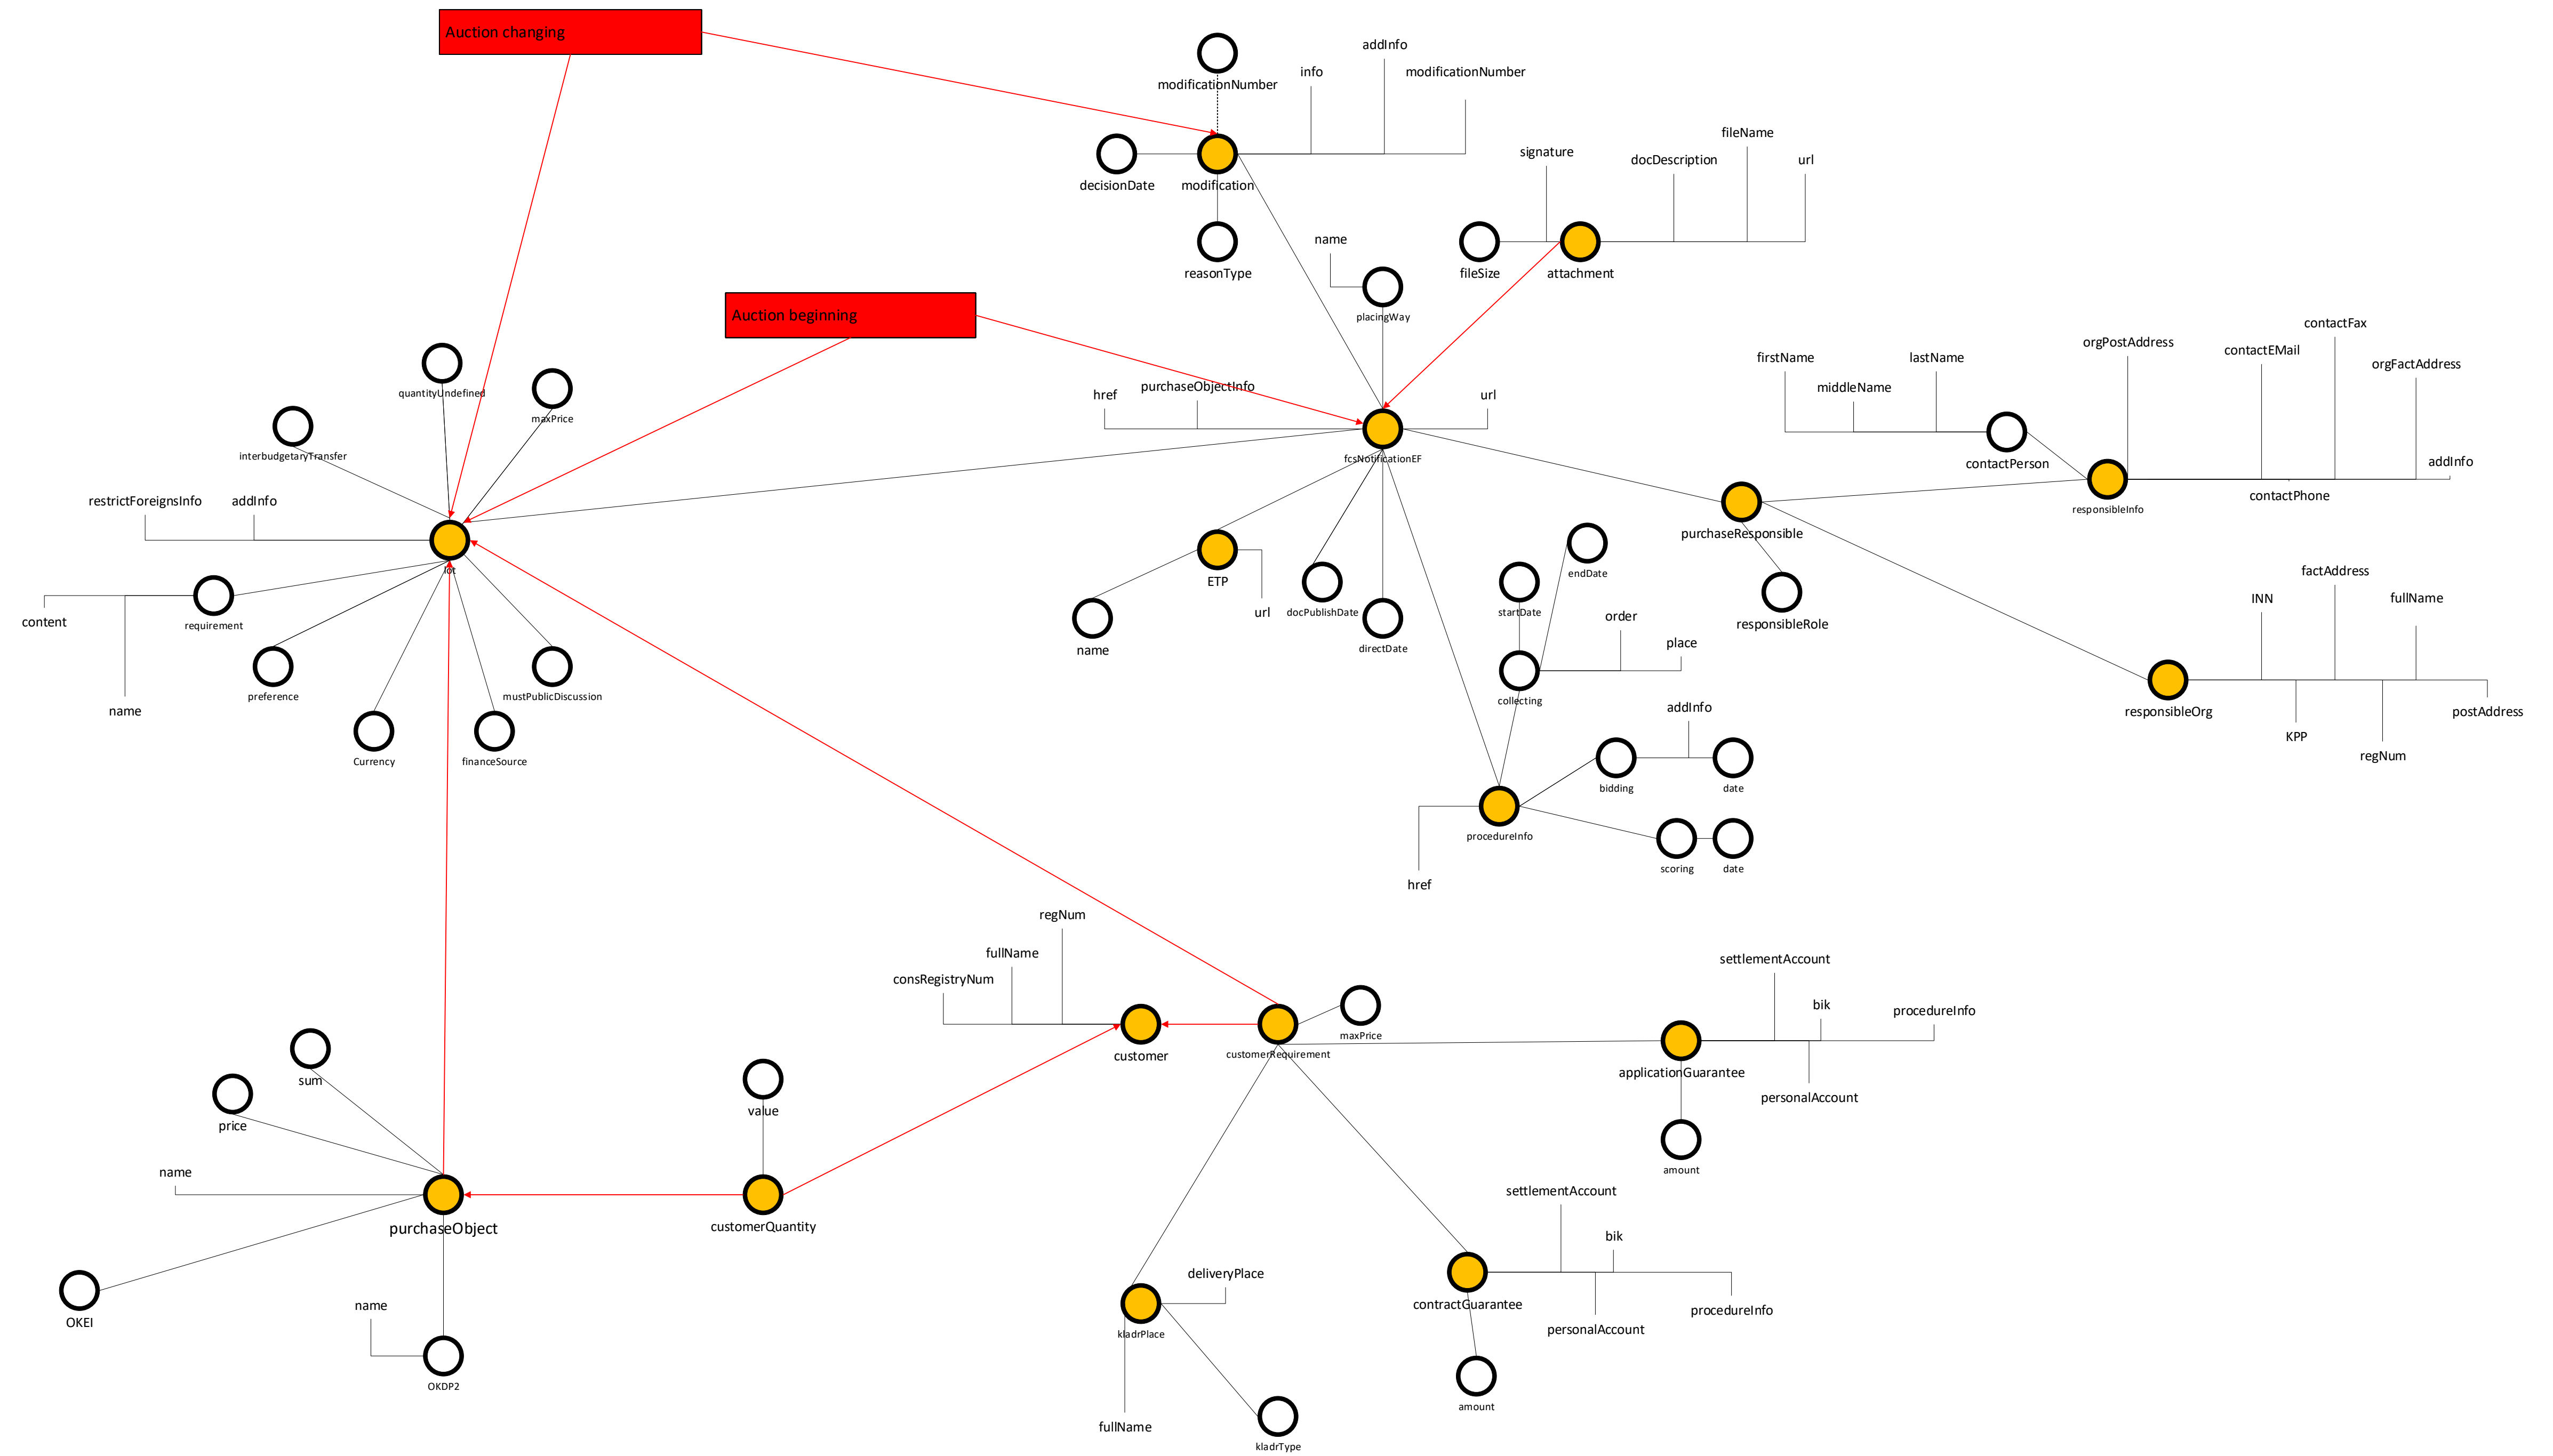 Auction changing
modificationNumber
info
addInfo
modificationNumber
decisionDate
modification
reasonType
signature
docDescription
fileName
url
fileSize
attachment
name
placingWay
Auction beginning
href
purchaseObjectInfo
url
fcsNotificationEF
quantityUndefined
maxPrice
interbudgetaryTransfer
restrictForeignsInfo
addInfo
lot
content
requirement
name
preference
mustPublicDiscussion
Currency
financeSource
ETP
name
url
docPublishDate
directDate
startDate
endDate
order
place
collecting
addInfo
bidding
date
procedureInfo
scoring
date
href
firstName
middleName
lastName
contactPerson
orgPostAddress
contactEMail
contactFax
orgFactAddress
addInfo
contactPhone
responsibleInfo
purchaseResponsible
responsibleRole
INN
factAddress
fullName
responsibleOrg
KPP
regNum
postAddress
regNum
fullName
consRegistryNum
customer
customerRequirement
maxPrice
settlementAccount
bik
procedureInfo
applicationGuarantee
personalAccount
amount
sum
price
name
purchaseObject
value
customerQuantity
OKEI
name
OKDP2
deliveryPlace
kladrPlace
fullName
kladrType
settlementAccount
bik
contractGuarantee
personalAccount
procedureInfo
amount